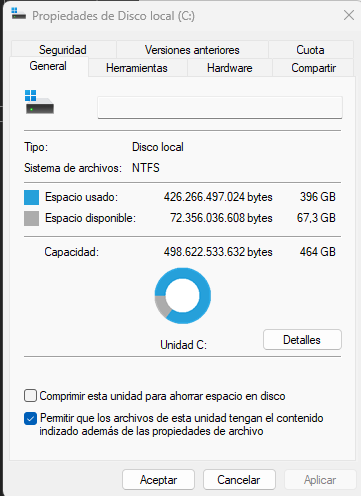 Propiedades de Disco local (C:)
Seguridad Versiones anteriores Cuota
General Herramientas Hardware Compartir
Tipo: Disco local
Sistema de archivos: NTFS
Espacio usado: 426.266.497.024 bytes 396 GB
Espacio disponible: 72.356.036.608 bytes 67,3 GB
Capacidad: 498.622.533.632 bytes 464 GB
Unidad C: Detalles
Comprimir esta unidad para ahorrar espacio en disco
Permitir que los archivos de esta unidad tengan el contenido
indizado además de las propiedades de archivo
Aceptar Cancelar Aplicar